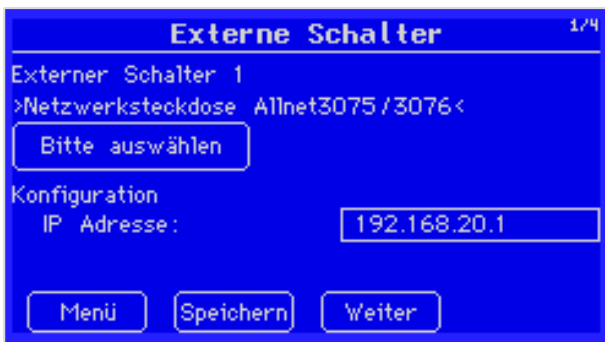 Externe Schalter 1/4
Externer Schalter 1
>Netzwerksteckdose Allnet3075/3076<
Bitte auswählen
Konfiguration
IP Adresse: 192.168.20.1
Menü Speichern Weiter